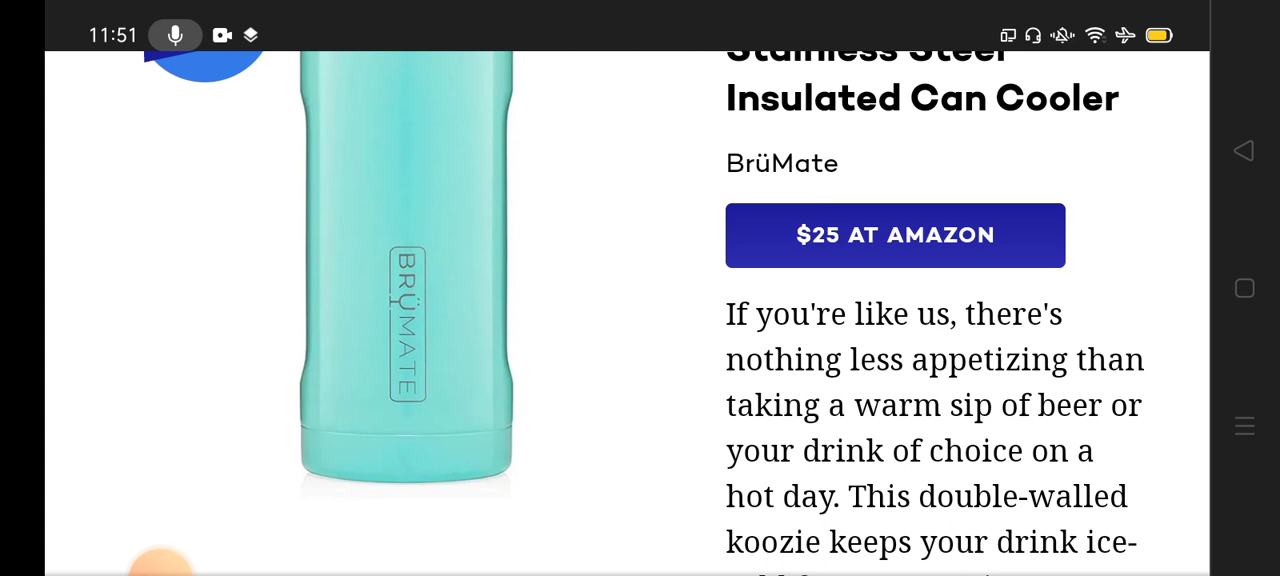 11:51
Stainless Steel
Insulated Can Cooler
BrüMate
$25 AT AMAZON
BRÜMATE
If you're like us, there's
nothing less appetizing than
taking a warm sip of beer or
your drink of choice on a
hot day. This double-walled
koozie keeps your drink ice-